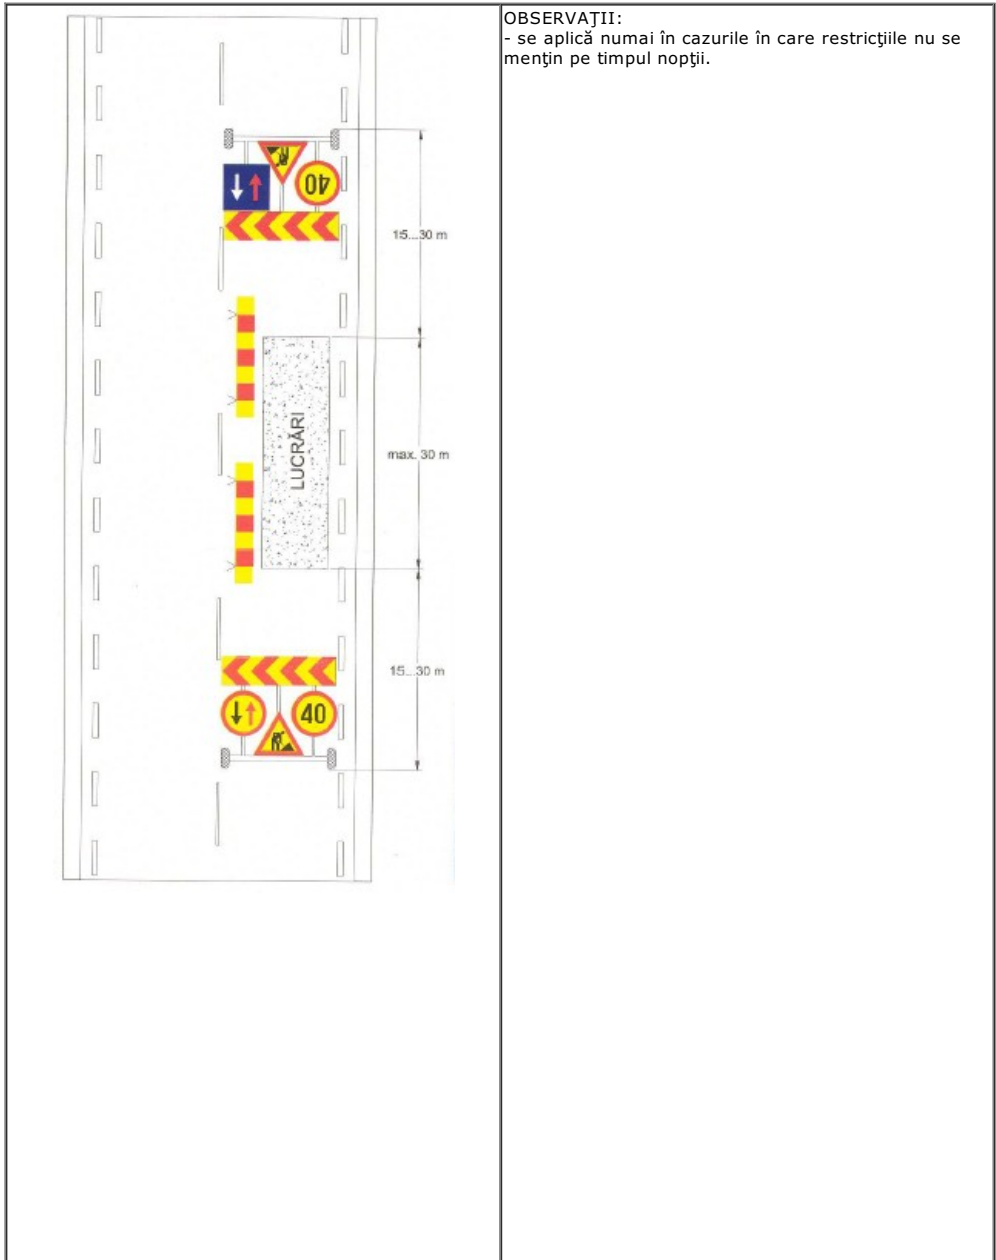 OBSERVAŢII:
- se aplică numai în cazurile în care restricţiile nu se
menţin pe timpul nopţii.
40
15...30 m
max. 30 m
LUCRĂRI
15...30 m
40